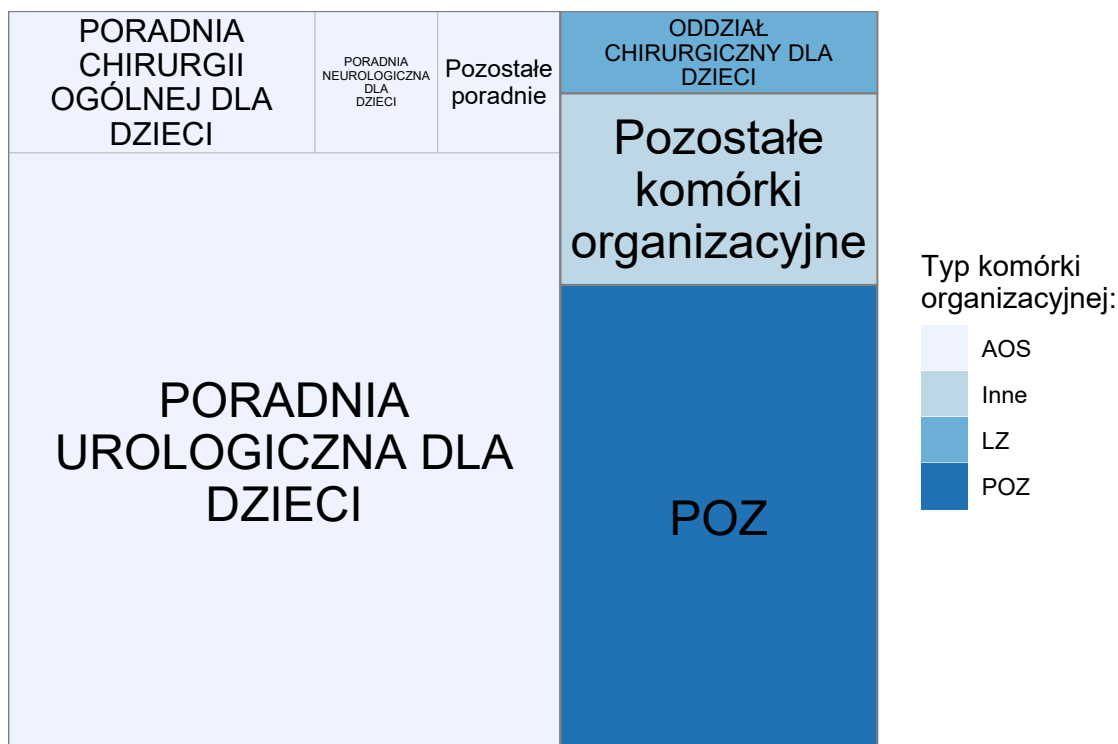 PORADNIA
CHIRURGII
OGÓLNEJ DLA
DZIECI
PORADNIA
NEUROLOGICZNA
DLA
DZIECI
Pozostałe
poradnie
ODDZIAŁ
CHIRURGICZNY DLA
DZIECI
Pozostałe
komórki
organizacyjne
PORADNIA
UROLOGICZNA DLA
DZIECI
POZ
Typ komórki
organizacyjnej:
AOS
Inne
LZ
POZ